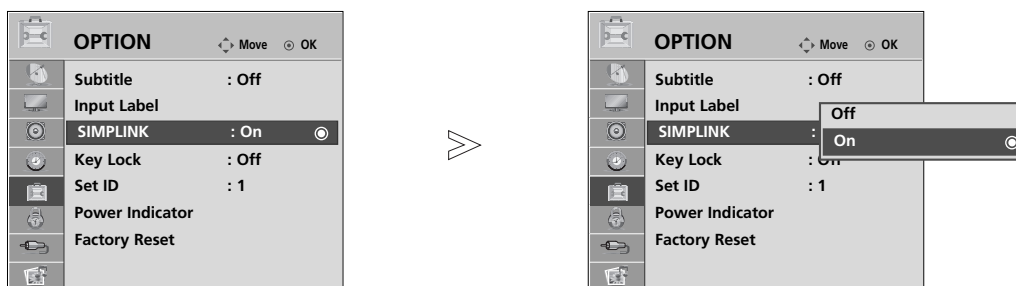 OPTION Move OK
Subtitle : Off
Input Label
SIMPLINK : On
Key Lock : Off
Set ID : 1
Power Indicator
Factory Reset
OPTION Move OK
Subtitle : Off
Input Label
Off
SIMPLINK :
On
Key Lock : Off
Set ID : 1
Power Indicator
Factory Reset